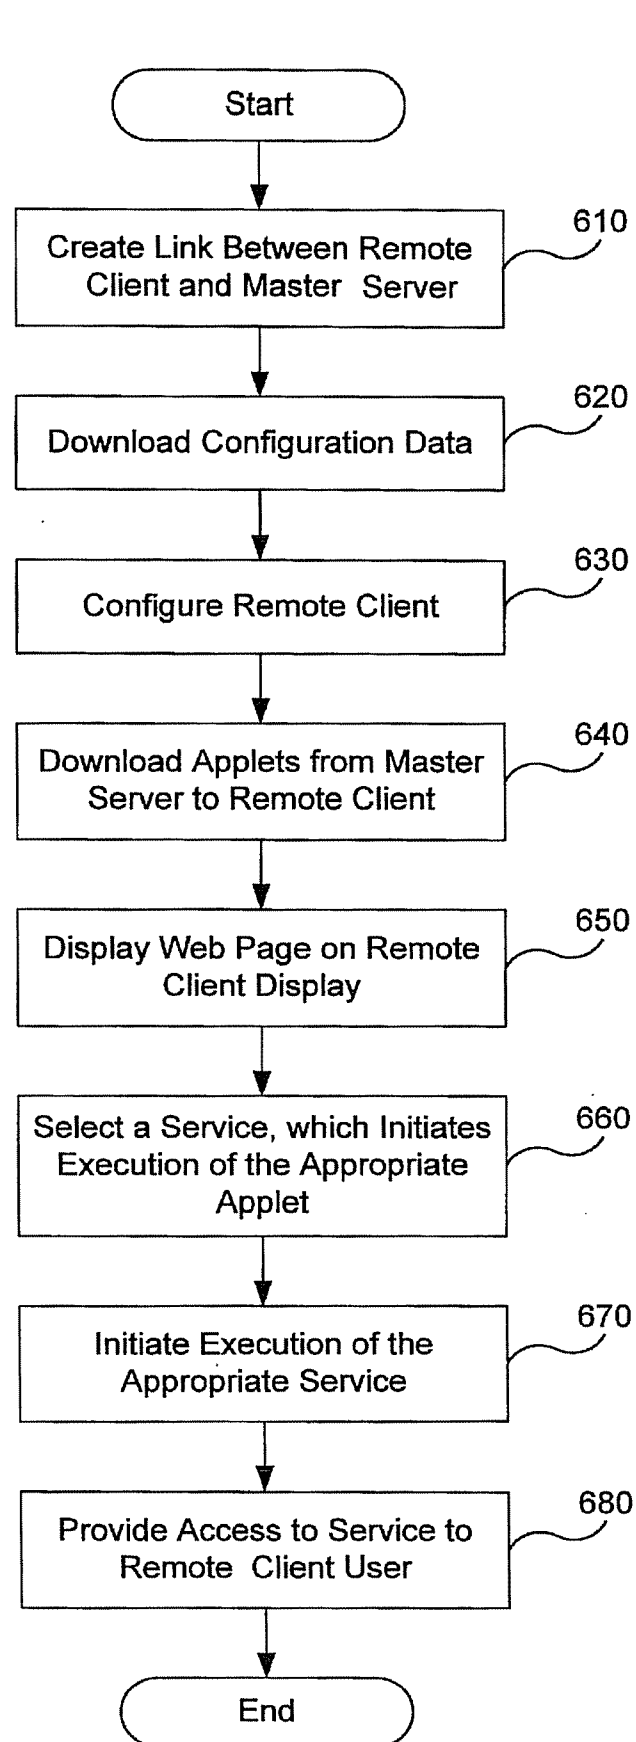 Start
610
Create Link Between Remote
Client and Master Server
620
Download Configuration Data
630
Configure Remote Client
640
Download Applets from Master
Server to Remote Client
650
Display Web Page on Remote
Client Display
660
Select a Service, which Initiates
Execution of the Appropriate
Applet
670
Initiate Execution of the
Appropriate Service
680
Provide Access to Service to
Remote Client User
End